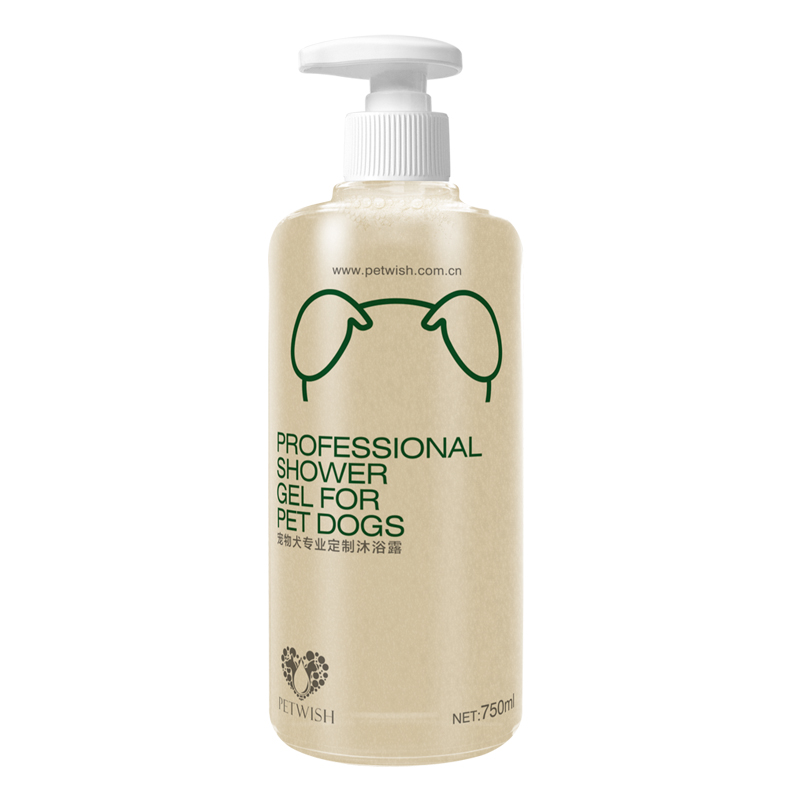 www.petwish.com.cn
PROFESSIONAL
SHOWER
GEL FOR
PET DOGS
宠物犬专业定制沐浴露
PETWISH
NET:750ml